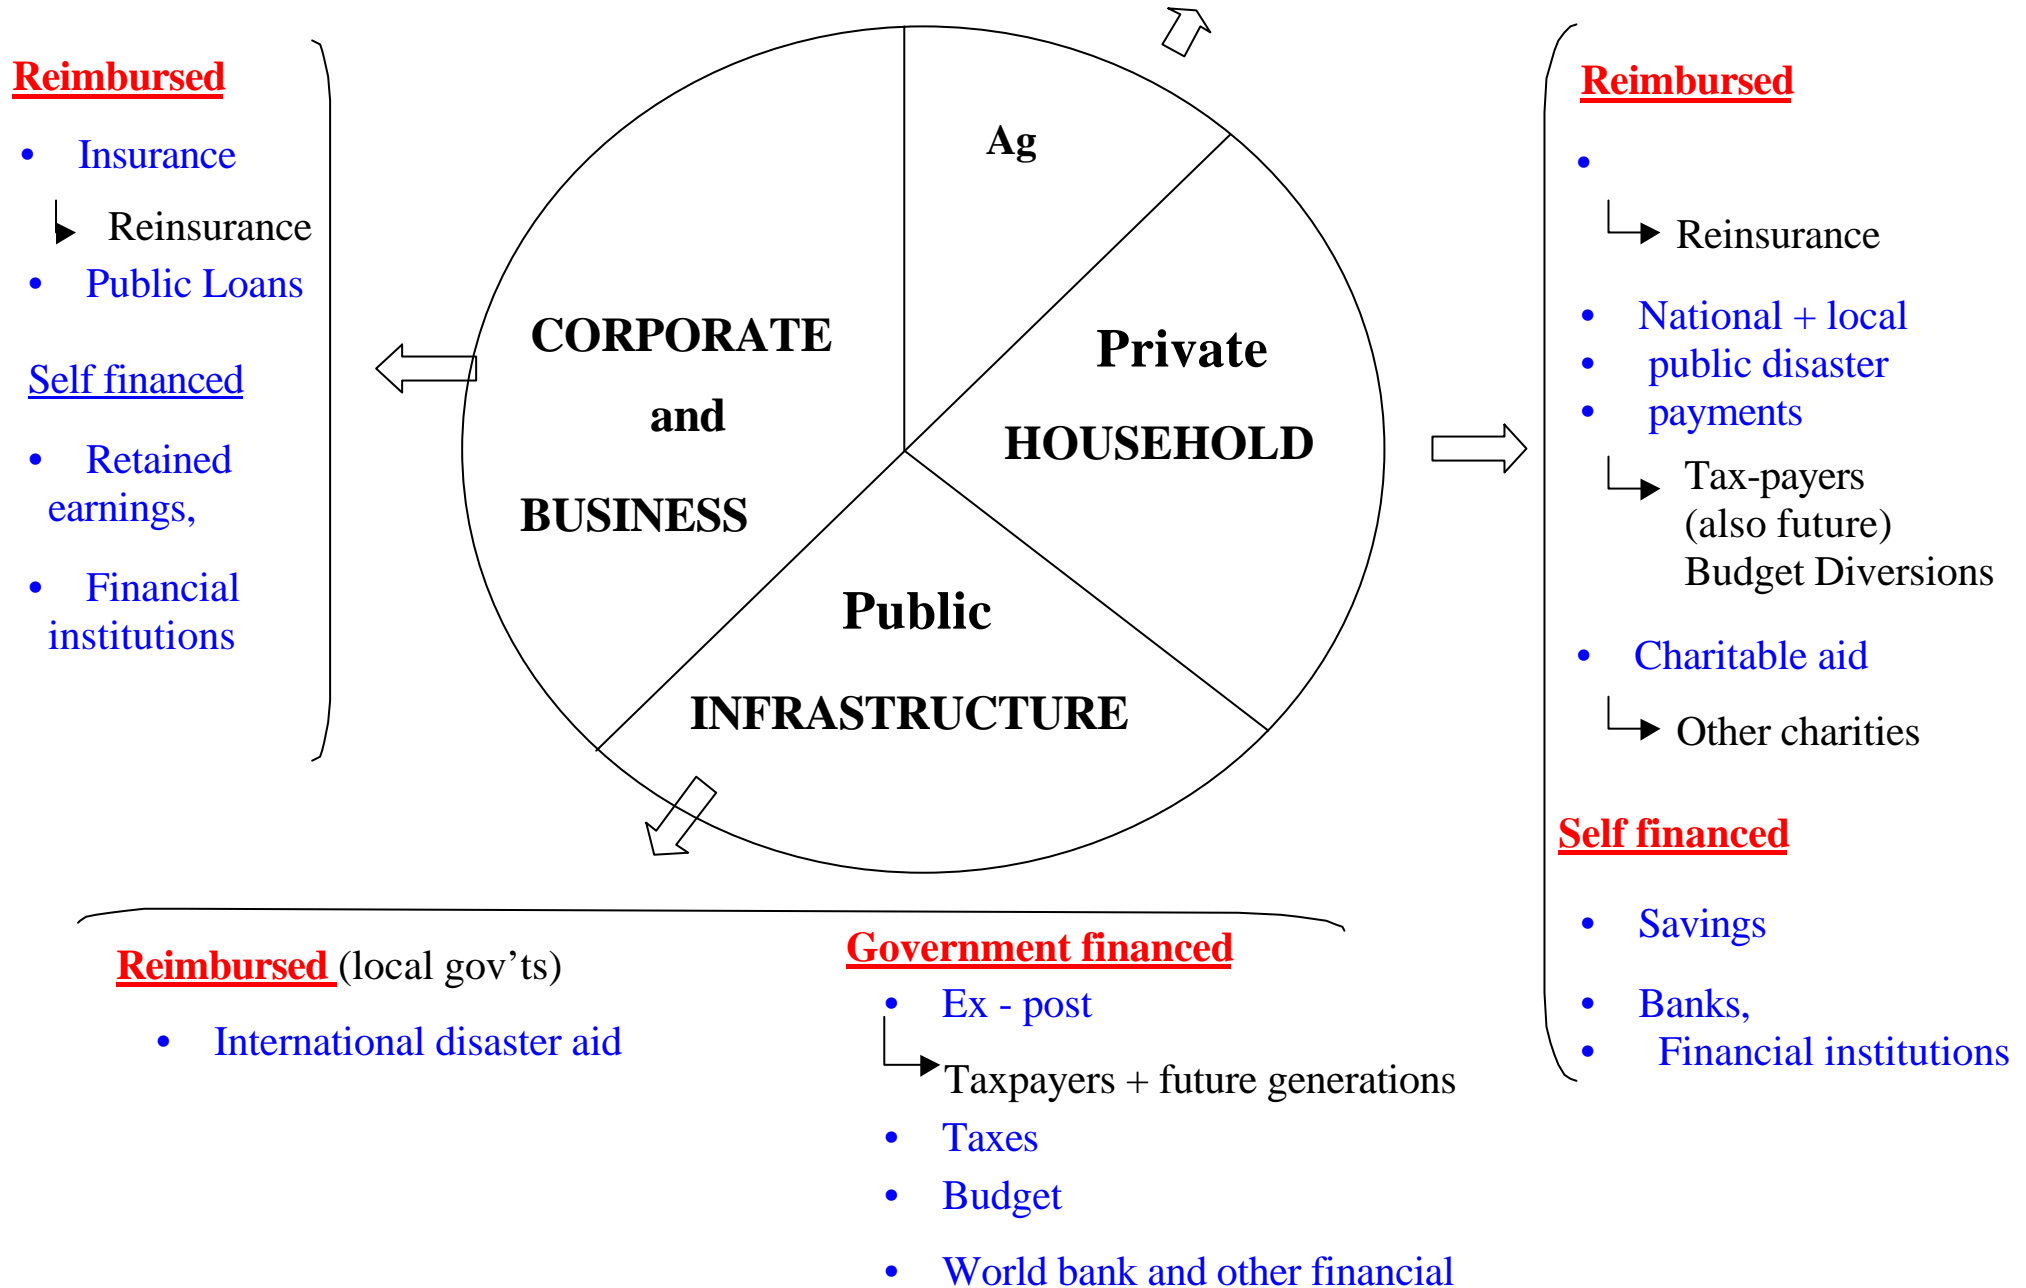 Reimbursed
• Insurance
Reinsurance
• Public Loans
Self financed
• Retained
earnings,
• Financial
institutions
Ag
CORPORATE
and
BUSINESS
Private
HOUSEHOLD
Public
INFRASTRUCTURE
Reimbursed
•
Reinsurance
• National + local
• public disaster
• payments
Tax-payers
(also future)
Budget Diversions
• Charitable aid
Other charities
Self financed
• Savings
• Banks,
• Financial institutions
Reimbursed (local gov’ts)
• International disaster aid
Government financed
• Ex - post
Taxpayers + future generations
• Taxes
• Budget
• World bank and other financial